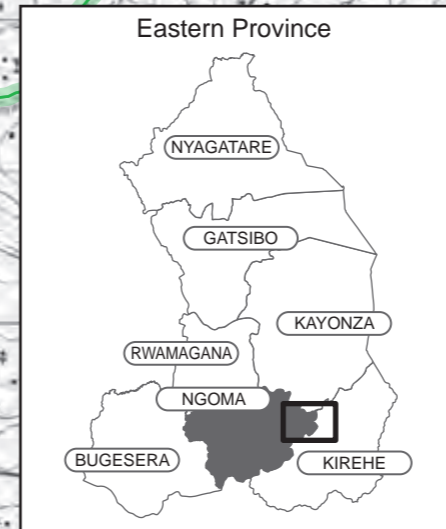 Eastern Province
NYAGATARE
GATSIBO
KAYONZA
RWAMAGANA
NGOMA
BUGESERA
KIREHE